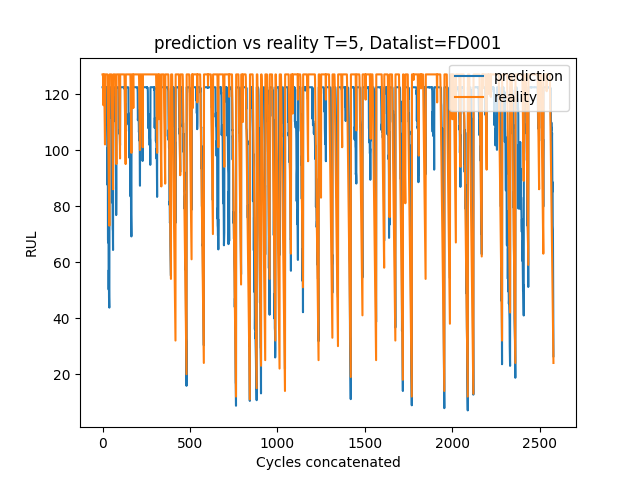 prediction vs reality T=5, Datalist=FD001
prediction
reality
120
100
80
60
40
20
RUL
0
500
1000
1500
2000
2500
Cycles concatenated